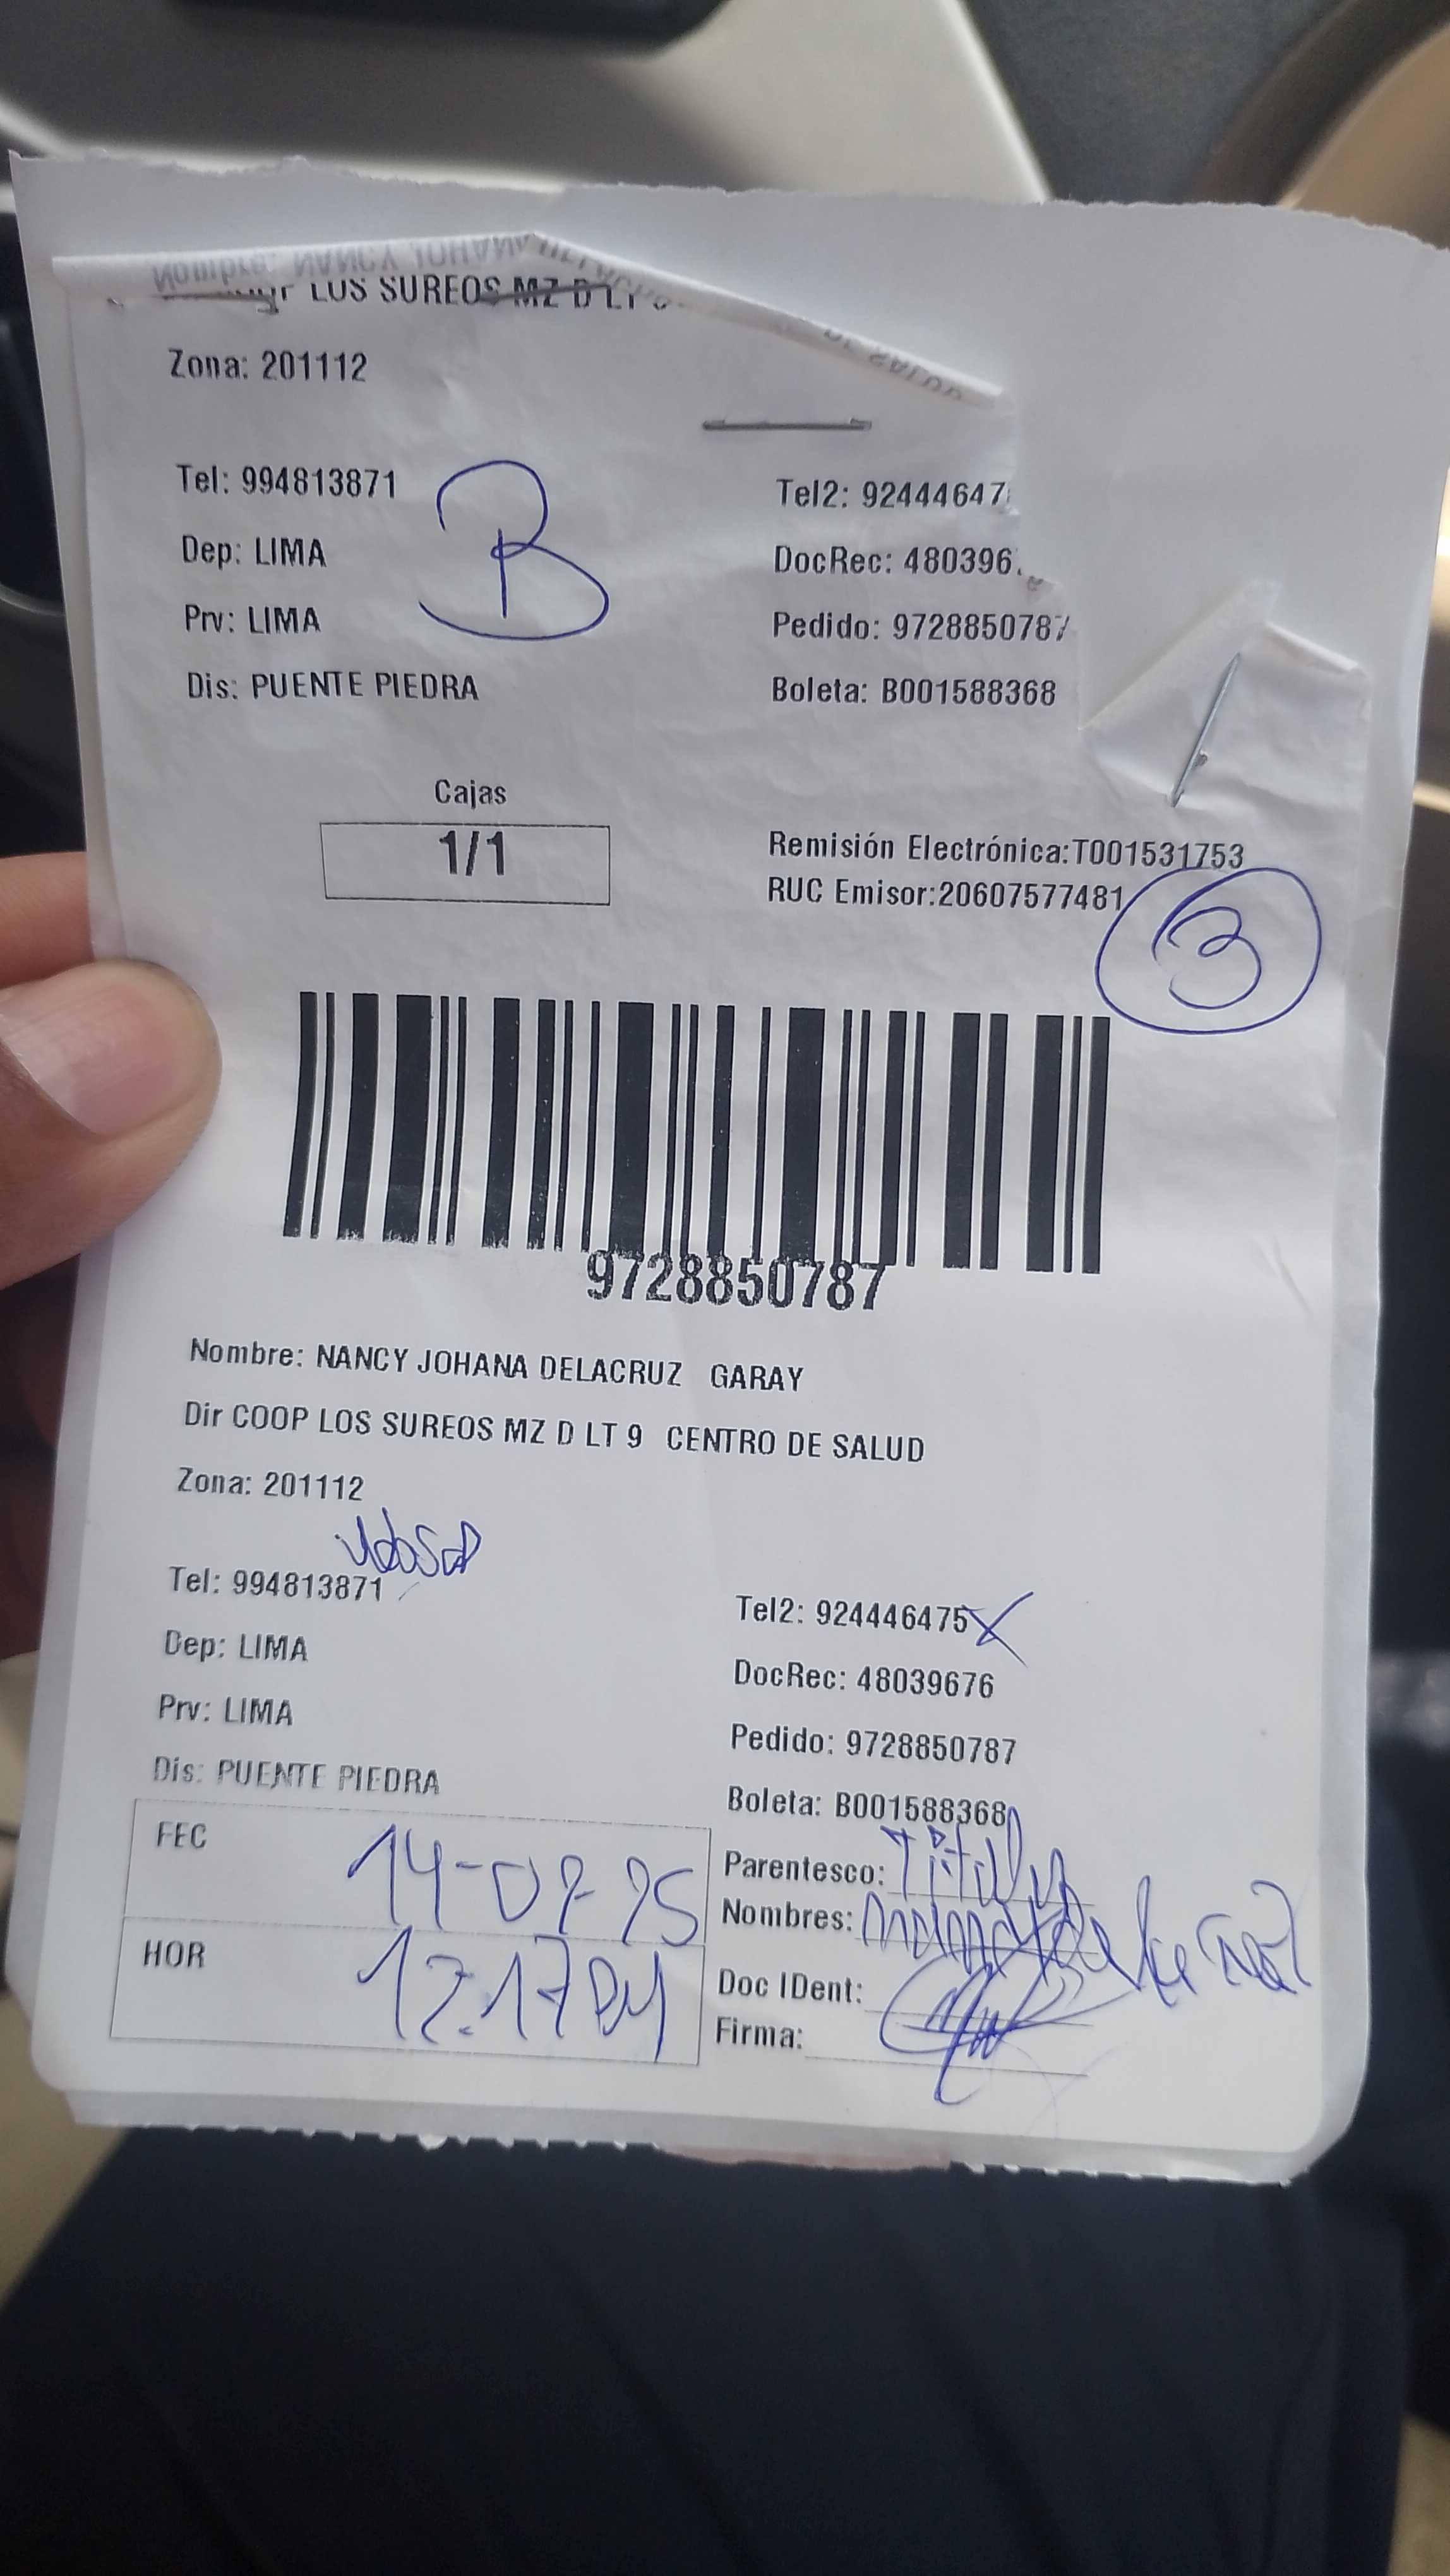 LOS SUREOS MZ D LT
Zona: 201112
Tel: 994813871
B
Tel2: 92444647
Dep: LIMA
DocRec: 480396
Prv: LIMA
Pedido: 9728850787
Dis: PUENTE PIEDRA
Boleta: B001588368
Cajas
1/1
Remisión Electrónica:T001531753
RUC Emisor:20607577481
3
9728850787
Nombre: NANCY JOHANA DELACRUZ GARAY
Dir COOP LOS SUREOS MZ D LT 9 CENTRO DE SALUD
Zona: 201112
Tel: 994813871
Tel2: 924446475
Dep: LIMA
DocRec: 48039676
Prv: LIMA
Pedido: 9728850787
Dis: PUENTE PIEDRA
Boleta: B001588368
FEC 14-07-25
Parentesco:
Nombres:
HOR
Doc IDent:
Firma: